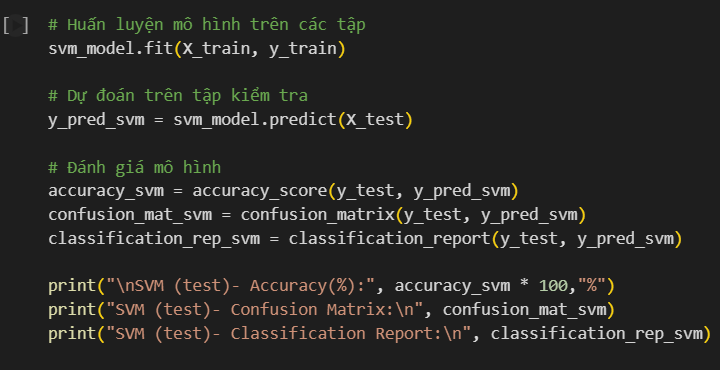 [ ] # Huấn luyện mô hình trên các tập
svm_model.fit(X_train, y_train)
# Dự đoán trên tập kiểm tra
y_pred_svm = svm_model.predict(X_test)
# Đánh giá mô hình
accuracy_svm = accuracy_score(y_test, y_pred_svm)
confusion_mat_svm = confusion_matrix(y_test, y_pred_svm)
classification_rep_svm = classification_report(y_test, y_pred_svm)
print("\nSVM (test)- Accuracy(%):", accuracy_svm * 100,"%")
print("SVM (test)- Confusion Matrix:\n", confusion_mat_svm)
print("SVM (test)- Classification Report:\n", classification_rep_svm)